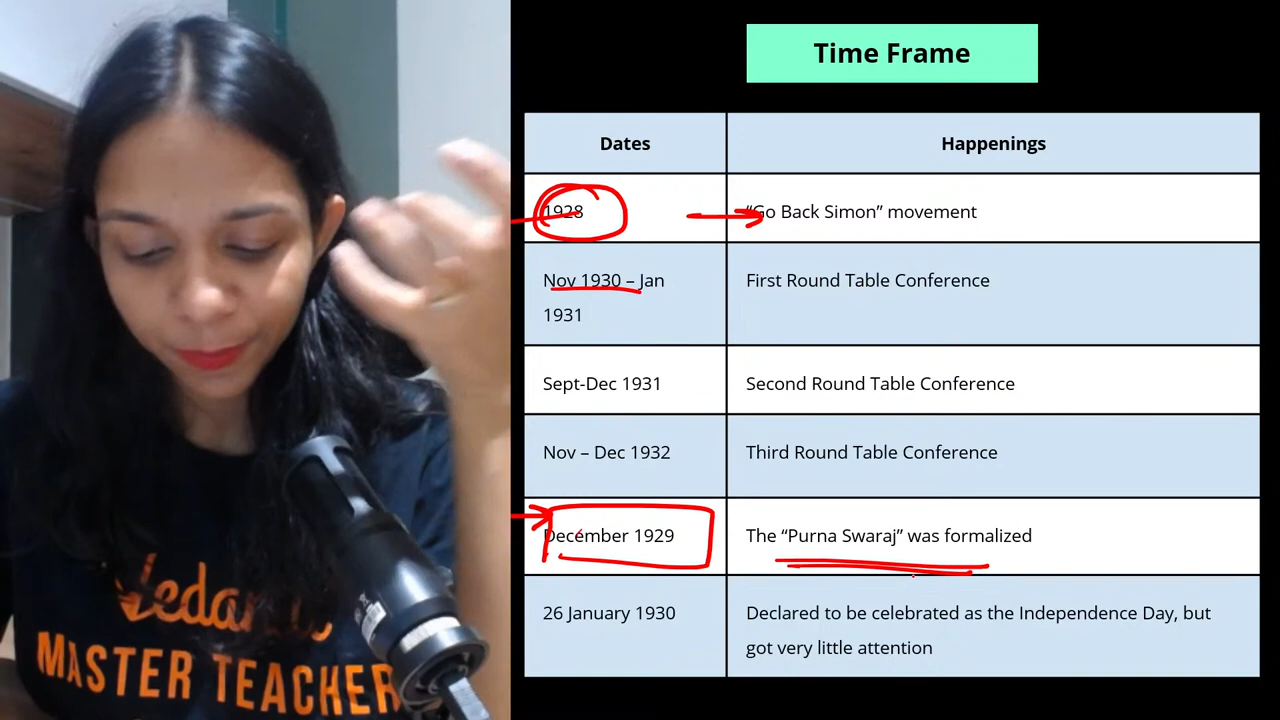 Time Frame
Dates
Happenings
1928
“Go Back Simon” movement
Nov 1930 – Jan
1931
First Round Table Conference
Sept-Dec 1931
Second Round Table Conference
Nov – Dec 1932
Third Round Table Conference
December 1929
The “Purna Swaraj” was formalized
26 January 1930
Declared to be celebrated as the Independence Day, but
got very little attention
MASTER TEACHER